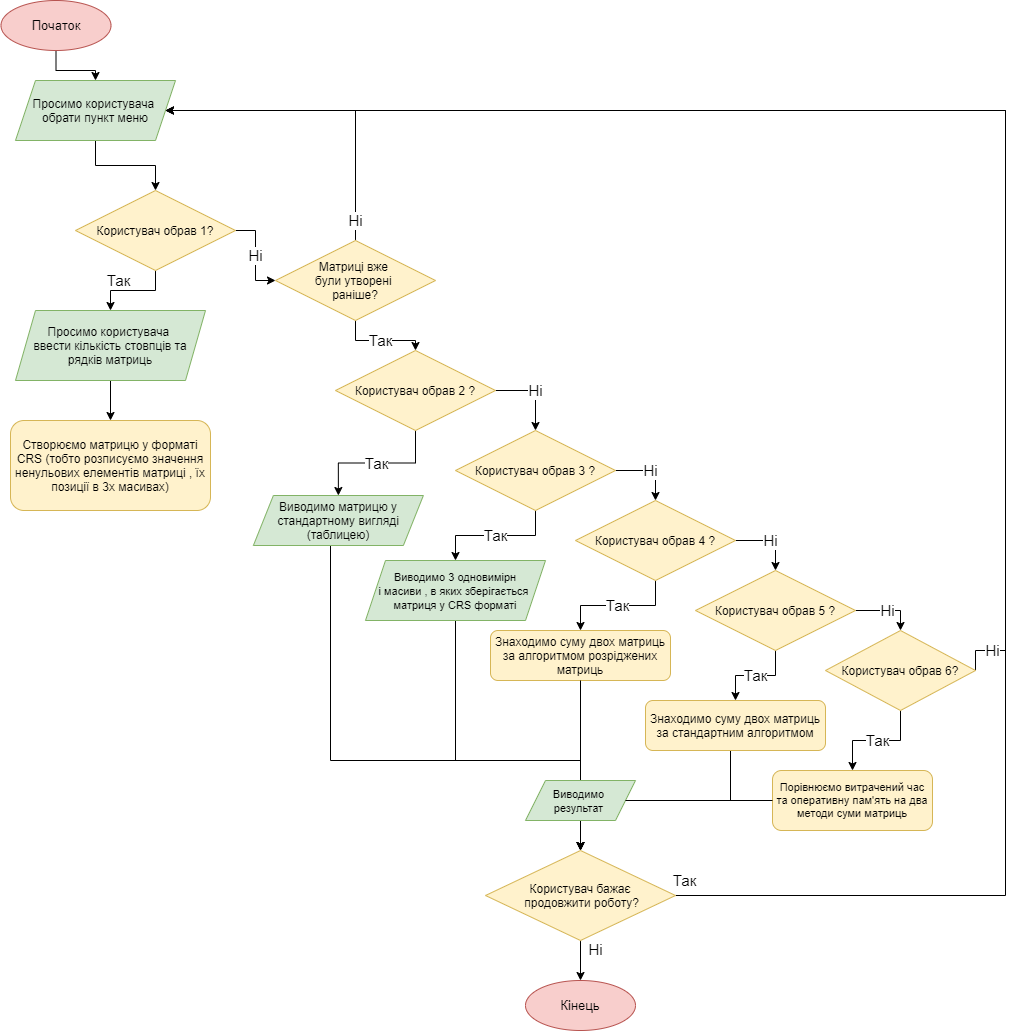 Початок
Просимо користувача
обрати пункт меню
Користувач обрав 1?
Ні
Так
Ні
Матриці вже
були утворені
раніше?
Просимо користувача
ввести кількість стовпців та
рядків матриць
Так
Створюємо матрицю у форматі
CRS (тобто розписуємо значення
ненульових елементів матриці , їх
позиції в 3х масивах)
Користувач обрав 2 ?
Ні
Так
Виводимо матрицю у
стандартному вигляді
(таблицею)
Користувач обрав 3 ?
Ні
Так
Виводимо 3 одновимірн
і масиви , в яких зберігається
матриця у CRS форматі
Користувач обрав 4 ?
Ні
Так
Знаходимо суму двох матриць
за алгоритмом розріджених
матриць
Користувач обрав 5 ?
Ні
Так
Знаходимо суму двох матриць
за стандартним алгоритмом
Користувач обрав 6?
Ні
Так
Порівнюємо витрачений час
та оперативну пам'ять на два
методи суми матриць
Виводимо
результат
Користувач бажає
продовжити роботу?
Так
Ні
Кінець